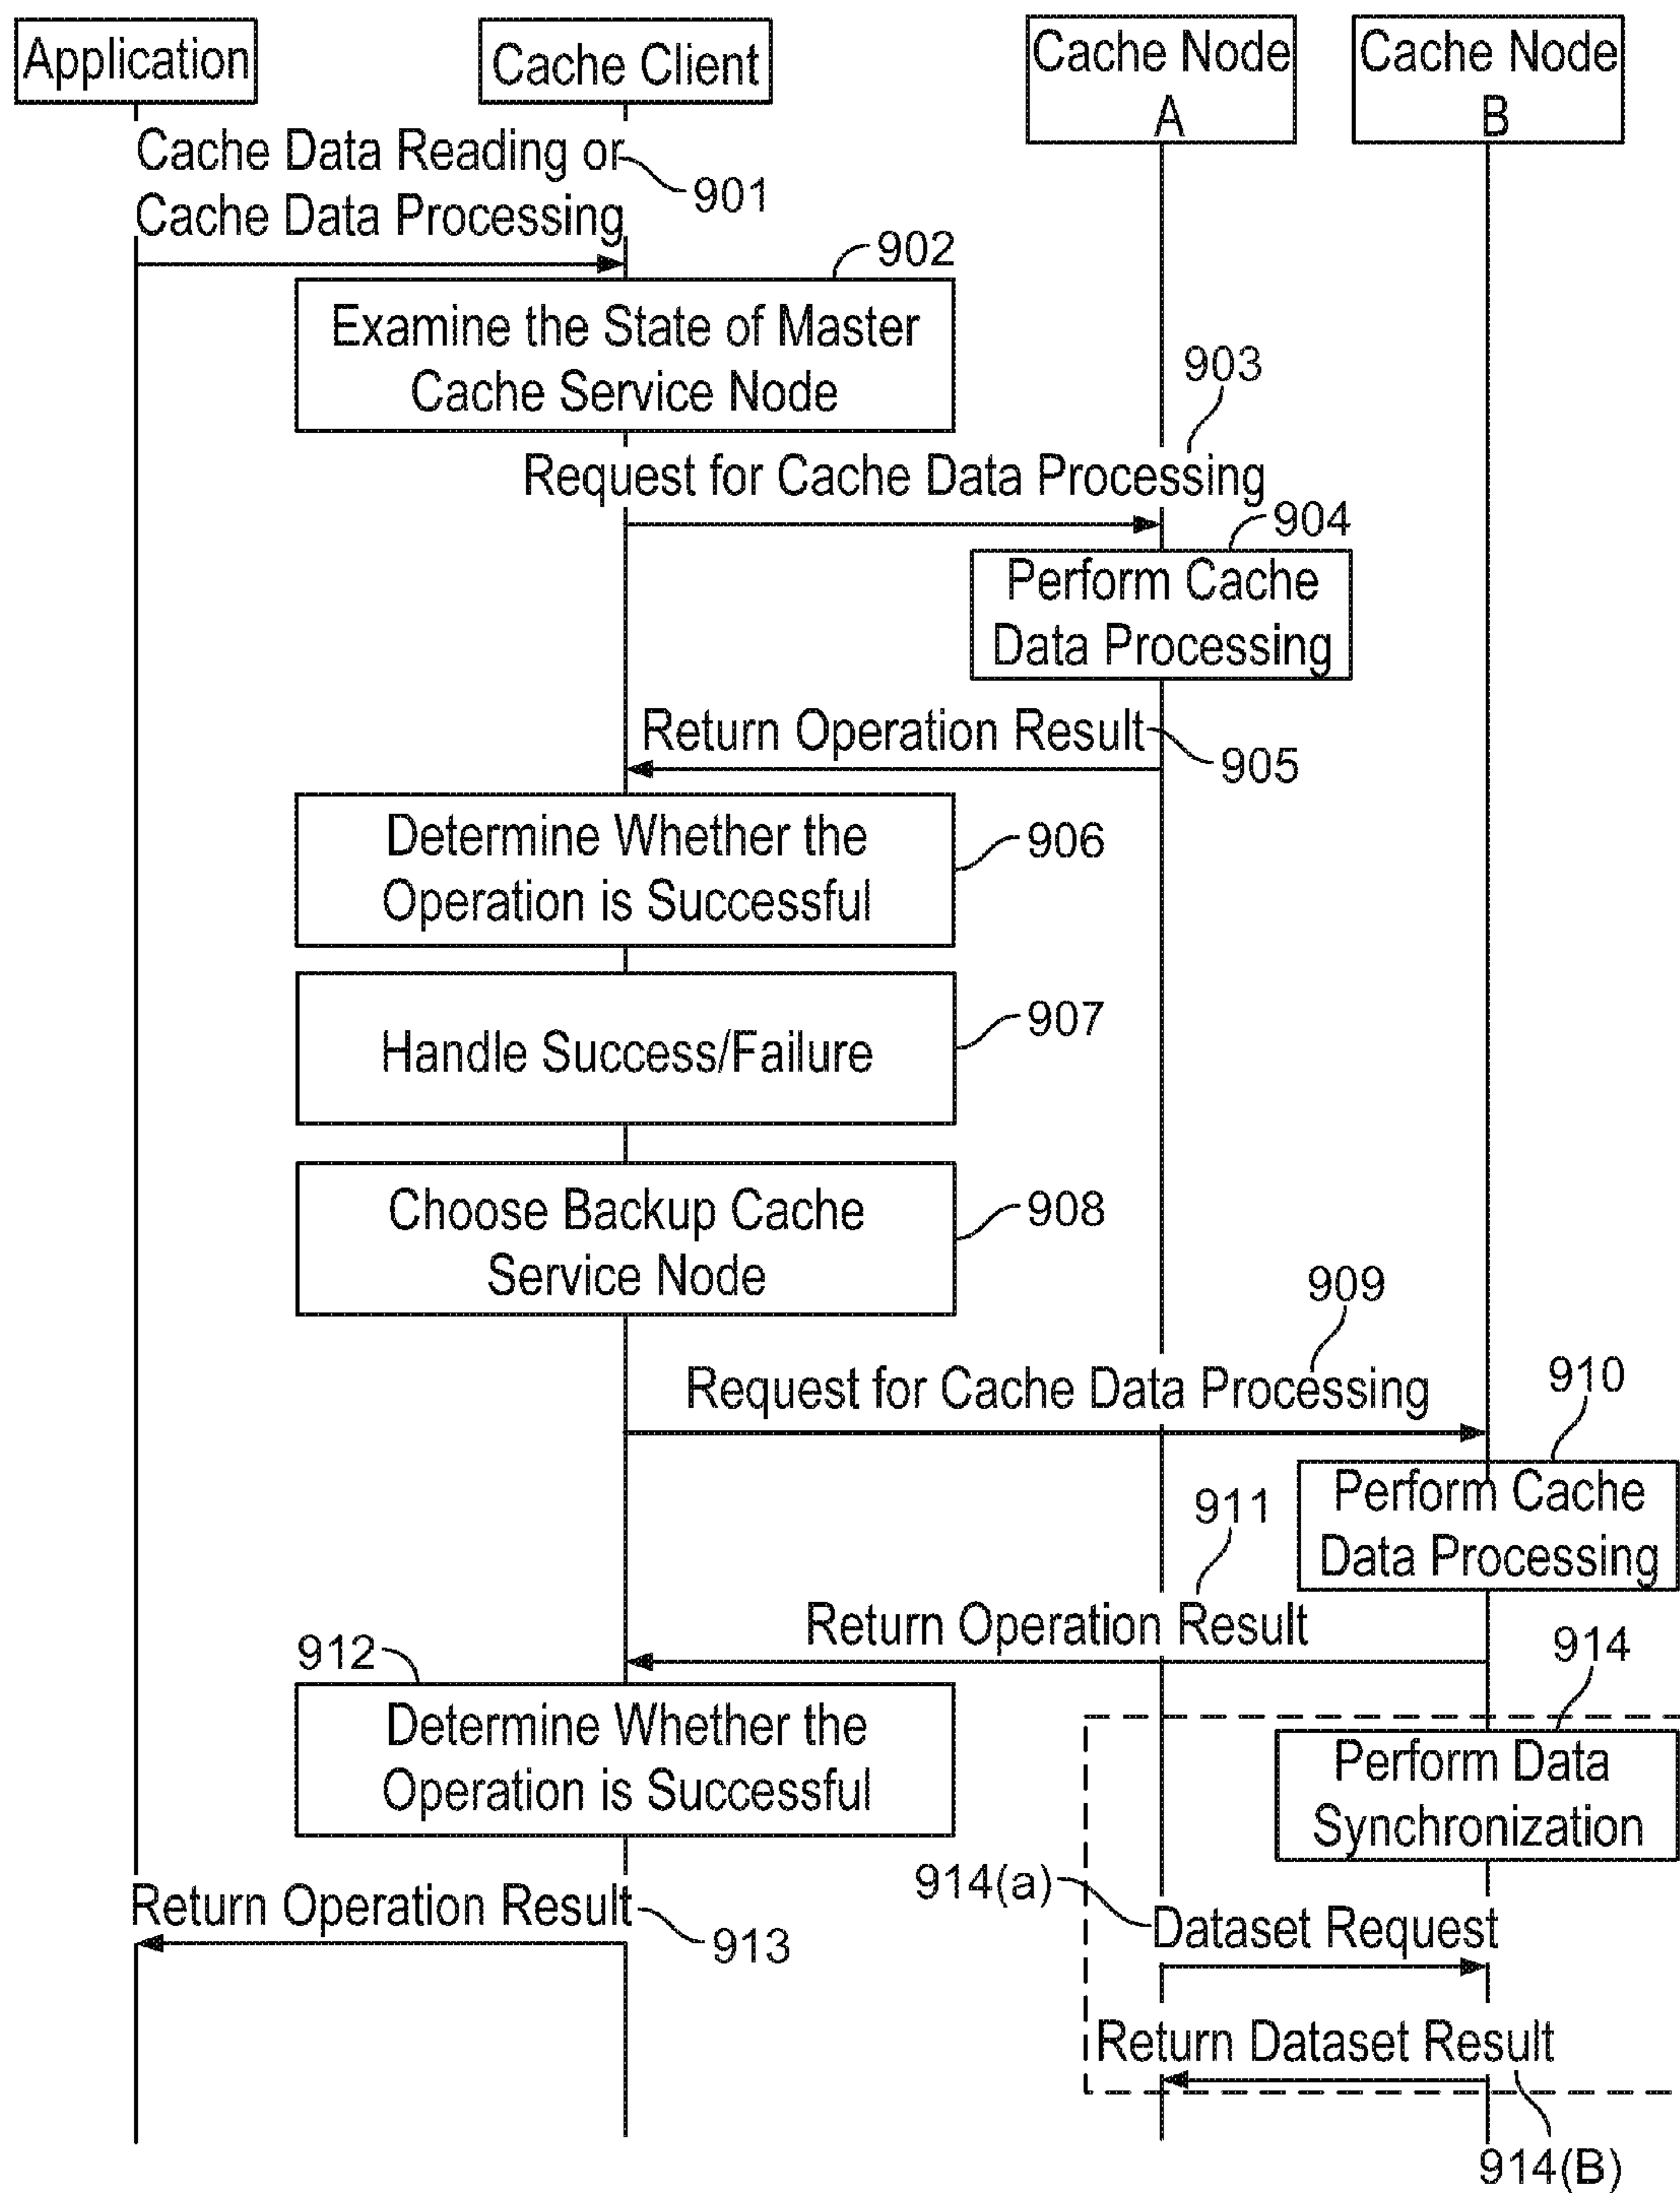 Application
Cache Client
Cache Node
A
Cache Node
B
Cache Data Reading or
Cache Data Processing
901
902
Examine the State of Master
Cache Service Node
903
Request for Cache Data Processing
904
Perform Cache
Data Processing
Return Operation Result
905
Determine Whether the
Operation is Successful
906
Handle Success/Failure
907
Choose Backup Cache
Service Node
908
909
Request for Cache Data Processing
910
Perform Cache
Data Processing
911
Return Operation Result
912
Determine Whether the
Operation is Successful
914
Perform Data
Synchronization
914(a)
Return Operation Result
913
Dataset Request
Return Dataset Result
914(B)